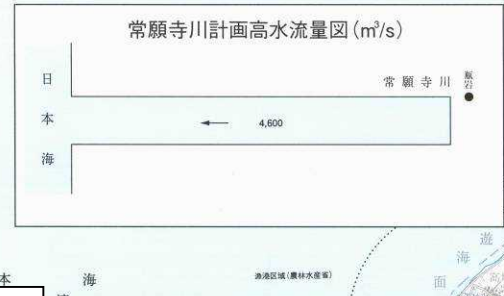 常願寺川計画高水流量図(m³/s)
日本海
常願寺川
瓶岩
4,600
本 海
漁港区域(農林水産省)
遊
海
面